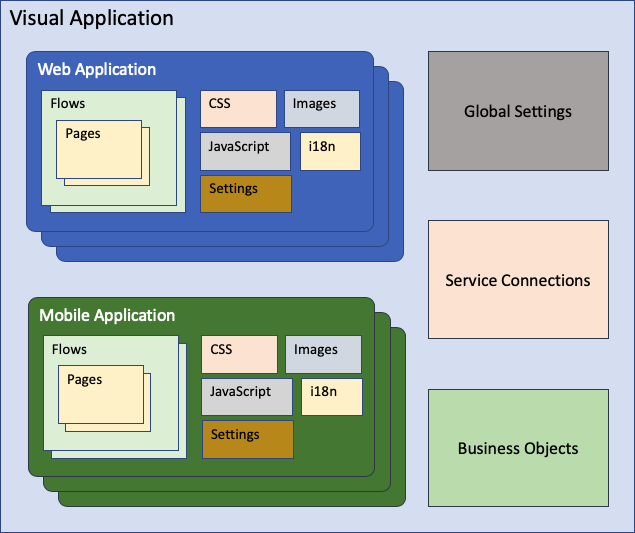 Visual Application
Web Application
Flows
Pages
CSS
Images
JavaScript
i18n
Settings
Mobile Application
Flows
Pages
CSS
Images
JavaScript
i18n
Settings
Global Settings
Service Connections
Business Objects